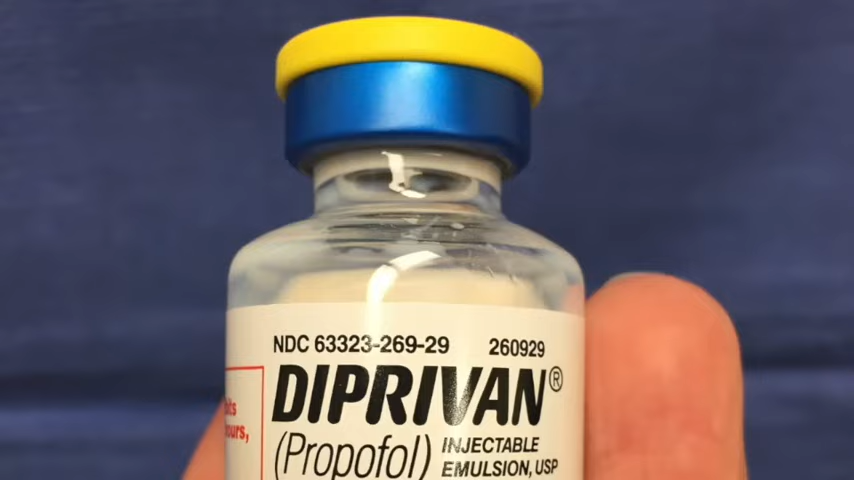 NDC 63323-269-29 260929
DIPRIVAN®
(Propofol) INJECTABLE
EMULSION, USP